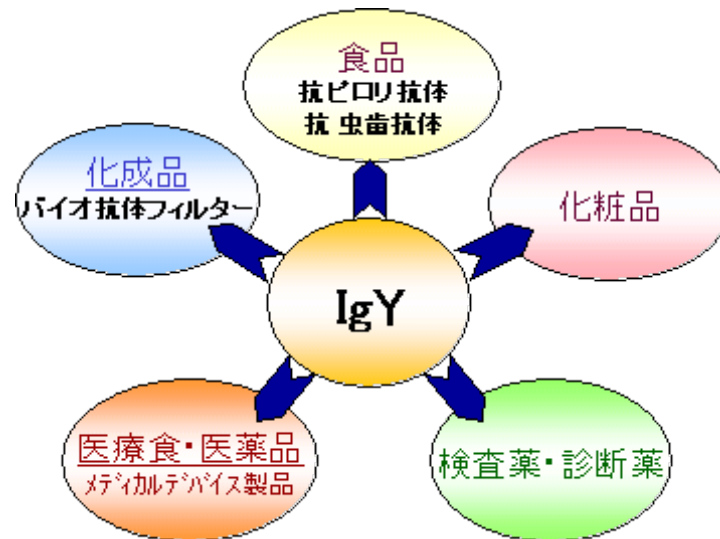 食品
抗ピロリ抗体
抗 虫歯抗体
化成品
バイオ抗体フィルター
化粧品
IgY
医療食・医薬品
ﾒﾃﾞｨｶﾙﾃﾞﾊﾞｲｽ製品
検査薬・診断薬